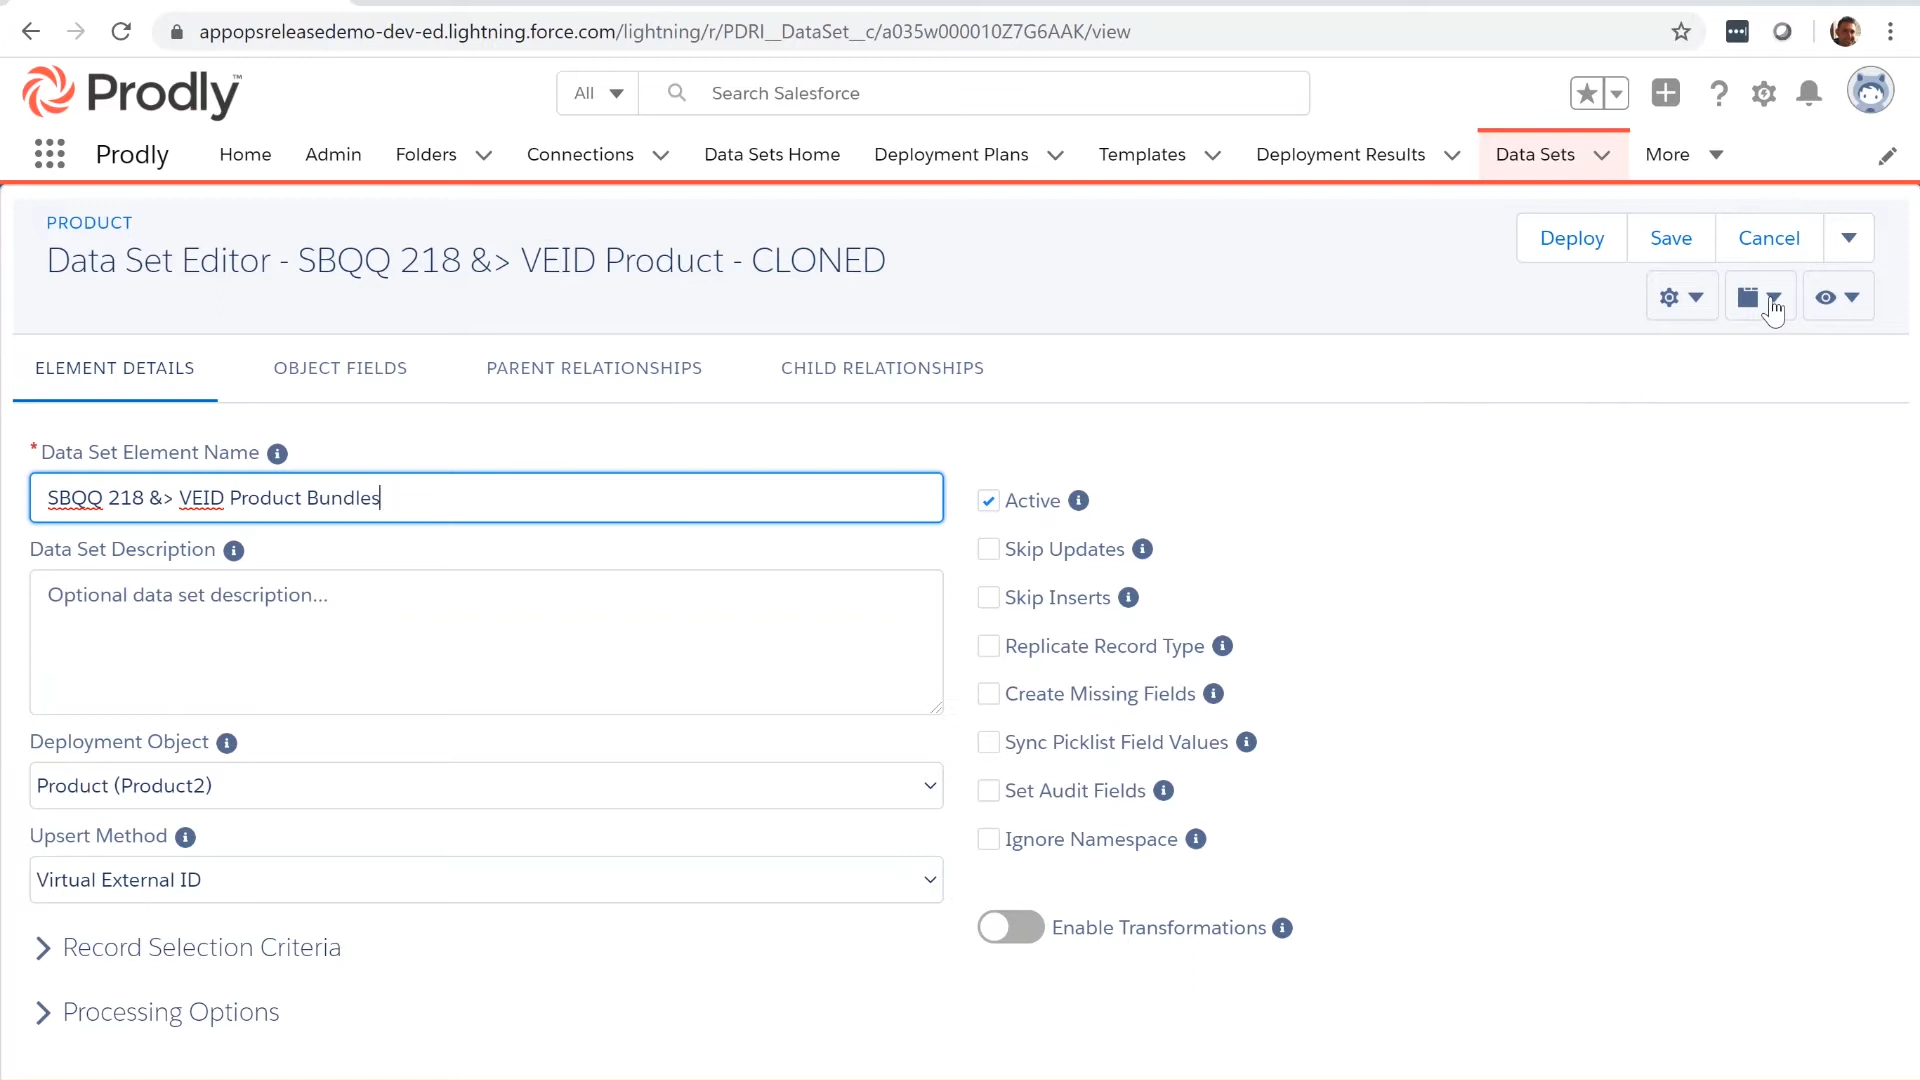 appopsreleasedemo-dev-ed.lightning.force.com/lightning/r/PDRI__DataSet__c/a035w000010Z7G6AAK/view
Prodly™
All
Search Salesforce
Prodly
Home
Admin
Folders
Connections
Data Sets Home
Deployment Plans
Templates
Deployment Results
Data Sets
More
PRODUCT
Data Set Editor - SBQQ 218 &> VEID Product - CLONED
Deploy
Save
Cancel
ELEMENT DETAILS
OBJECT FIELDS
PARENT RELATIONSHIPS
CHILD RELATIONSHIPS
*Data Set Element Name
SBQQ 218 &> VEID Product Bundles
Data Set Description
Optional data set description...
Deployment Object
Product (Product2)
Upsert Method
Virtual External ID
Record Selection Criteria
Processing Options
Active
Skip Updates
Skip Inserts
Replicate Record Type
Create Missing Fields
Sync Picklist Field Values
Set Audit Fields
Ignore Namespace
Enable Transformations